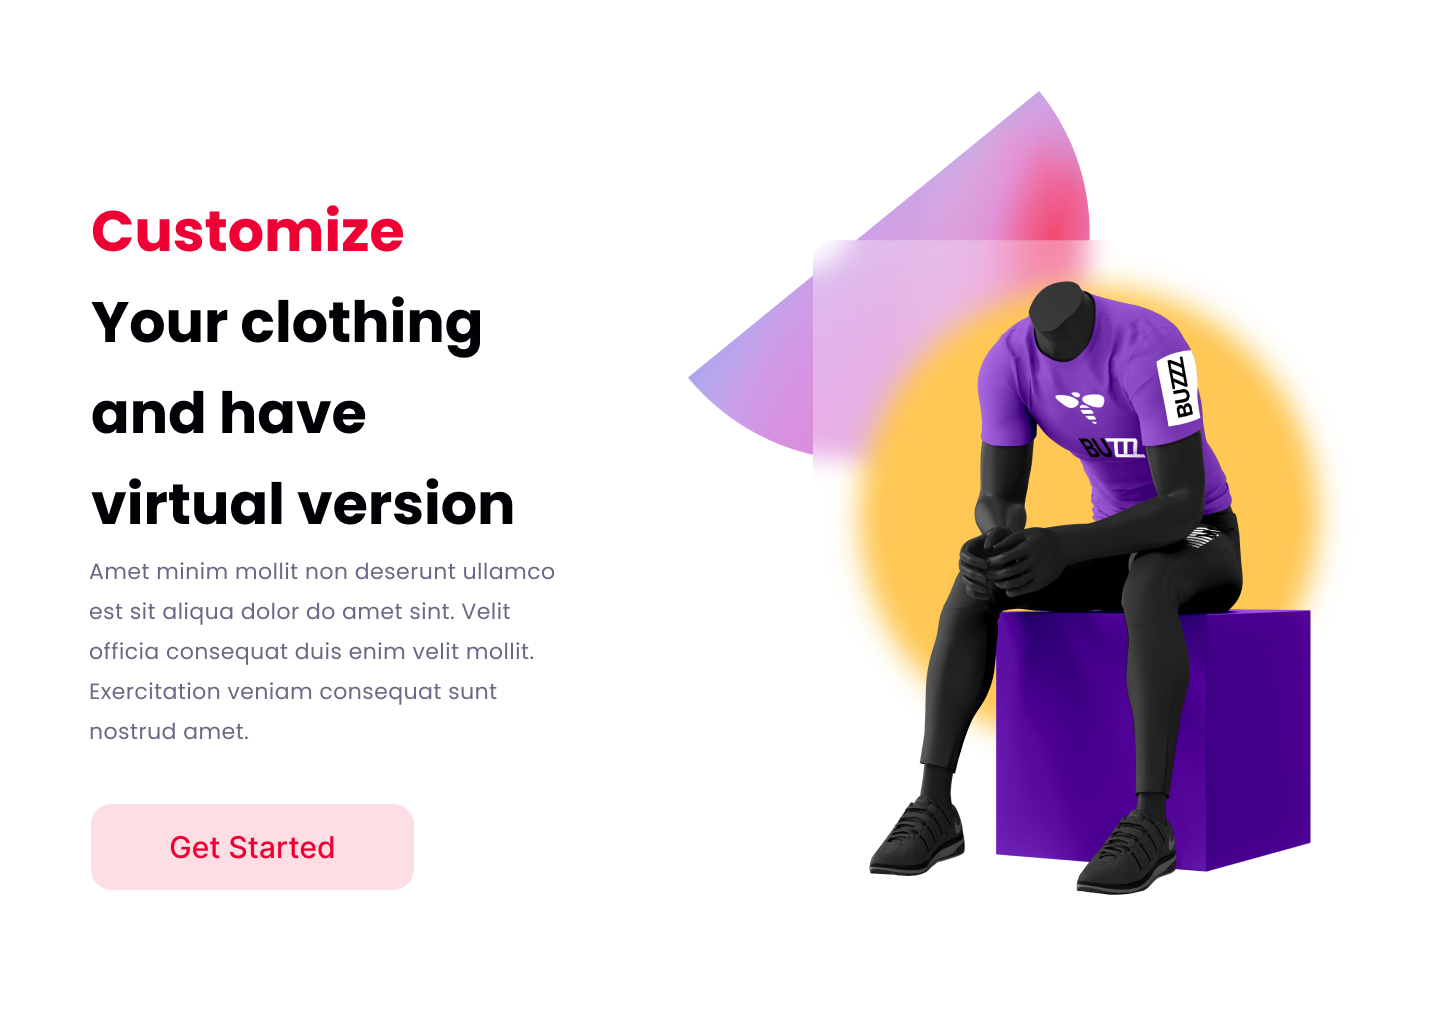 Customize
Your clothing
and have
virtual version
Amet minim mollit non deserunt ullamco
est sit aliqua dolor do amet sint. Velit
officia consequat duis enim velit mollit.
Exercitation veniam consequat sunt
nostrud amet.
Get Started
BUZZZ
BUZZZ